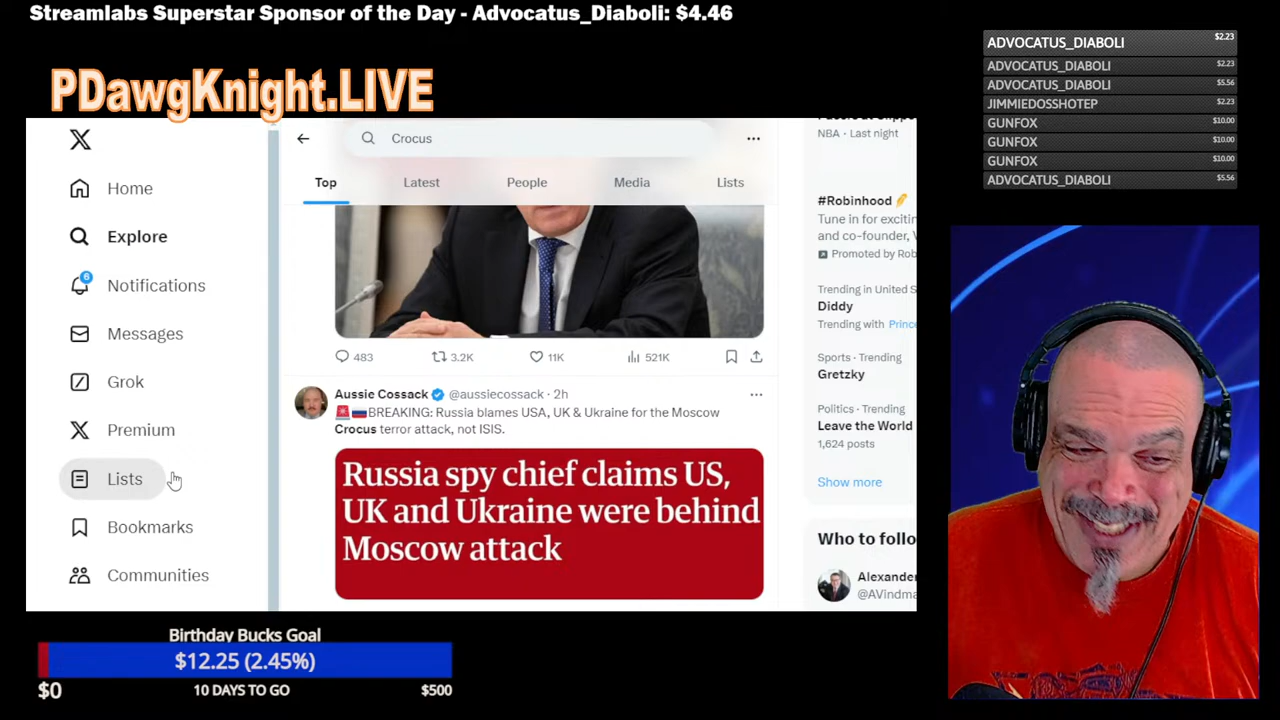 Streamlabs Superstar Sponsor of the Day - Advocatus_Diaboli: $4.46
PDawgKnight.LIVE
ADVOCATUS_DIABOLI $2.23
ADVOCATUS_DIABOLI $2.23
ADVOCATUS_DIABOLI $5.56
JIMMIEDOSSHOTEP $2.23
GUNFOX $10.00
GUNFOX $10.00
GUNFOX $10.00
ADVOCATUS_DIABOLI $5.56
Home
Explore
6
Notifications
Messages
Grok
Premium
Lists
Bookmarks
Communities
Crocus
Top Latest People Media Lists
483 3.2K 11K 521K
Aussie Cossack @aussiecossack · 2h
🚨🇷🇺BREAKING: Russia blames USA, UK & Ukraine for the Moscow
Crocus terror attack, not ISIS.
Russia spy chief claims US,
UK and Ukraine were behind
Moscow attack
NBA · Last night
#Robinhood
Tune in for exciti
and co-founder, V
Promoted by Rob
Trending in United S
Diddy
Trending with Prince
Sports · Trending
Gretzky
Politics · Trending
Leave the World
1,624 posts
Show more
Who to follo
Alexander
@AVindma
Birthday Bucks Goal
$12.25 (2.45%)
$0 10 DAYS TO GO $500